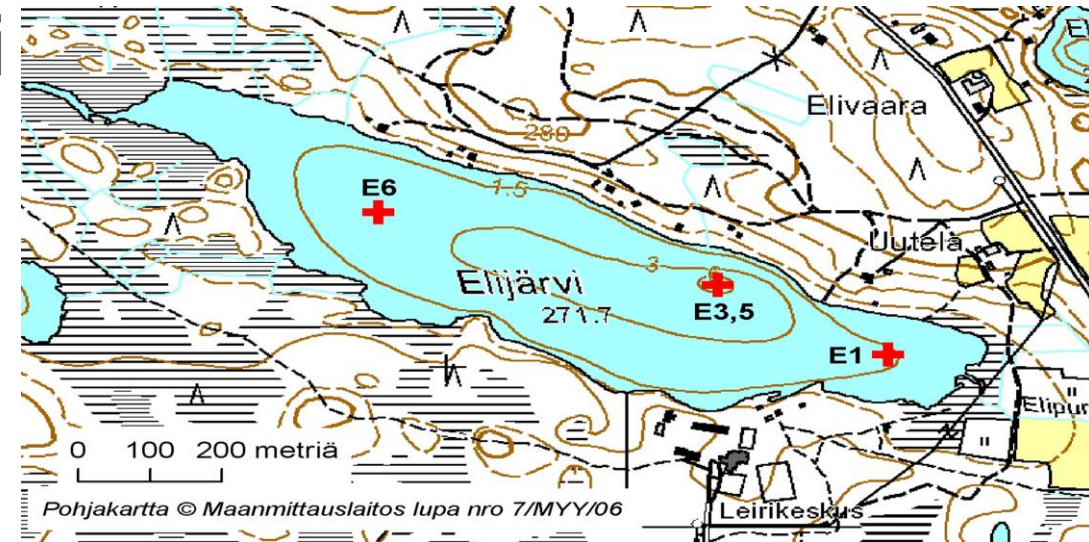 280
Elivaara
E6
1.5
Uutela
Elijärvi
3
271.7
E3,5
E1
Elipur
0 100 200 metriä
Pohjakartta © Maanmittauslaitos lupa nro 7/MYY/06
Leirikeskus